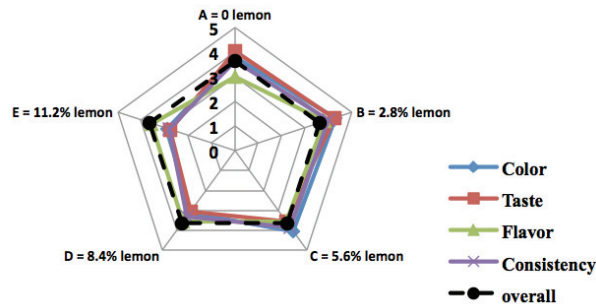 A = 0 lemon
5
4
3
2
1
0
E = 11.2% lemon
B = 2.8% lemon
D = 8.4% lemon
C = 5.6% lemon
Color
Taste
Flavor
Consistency
overall